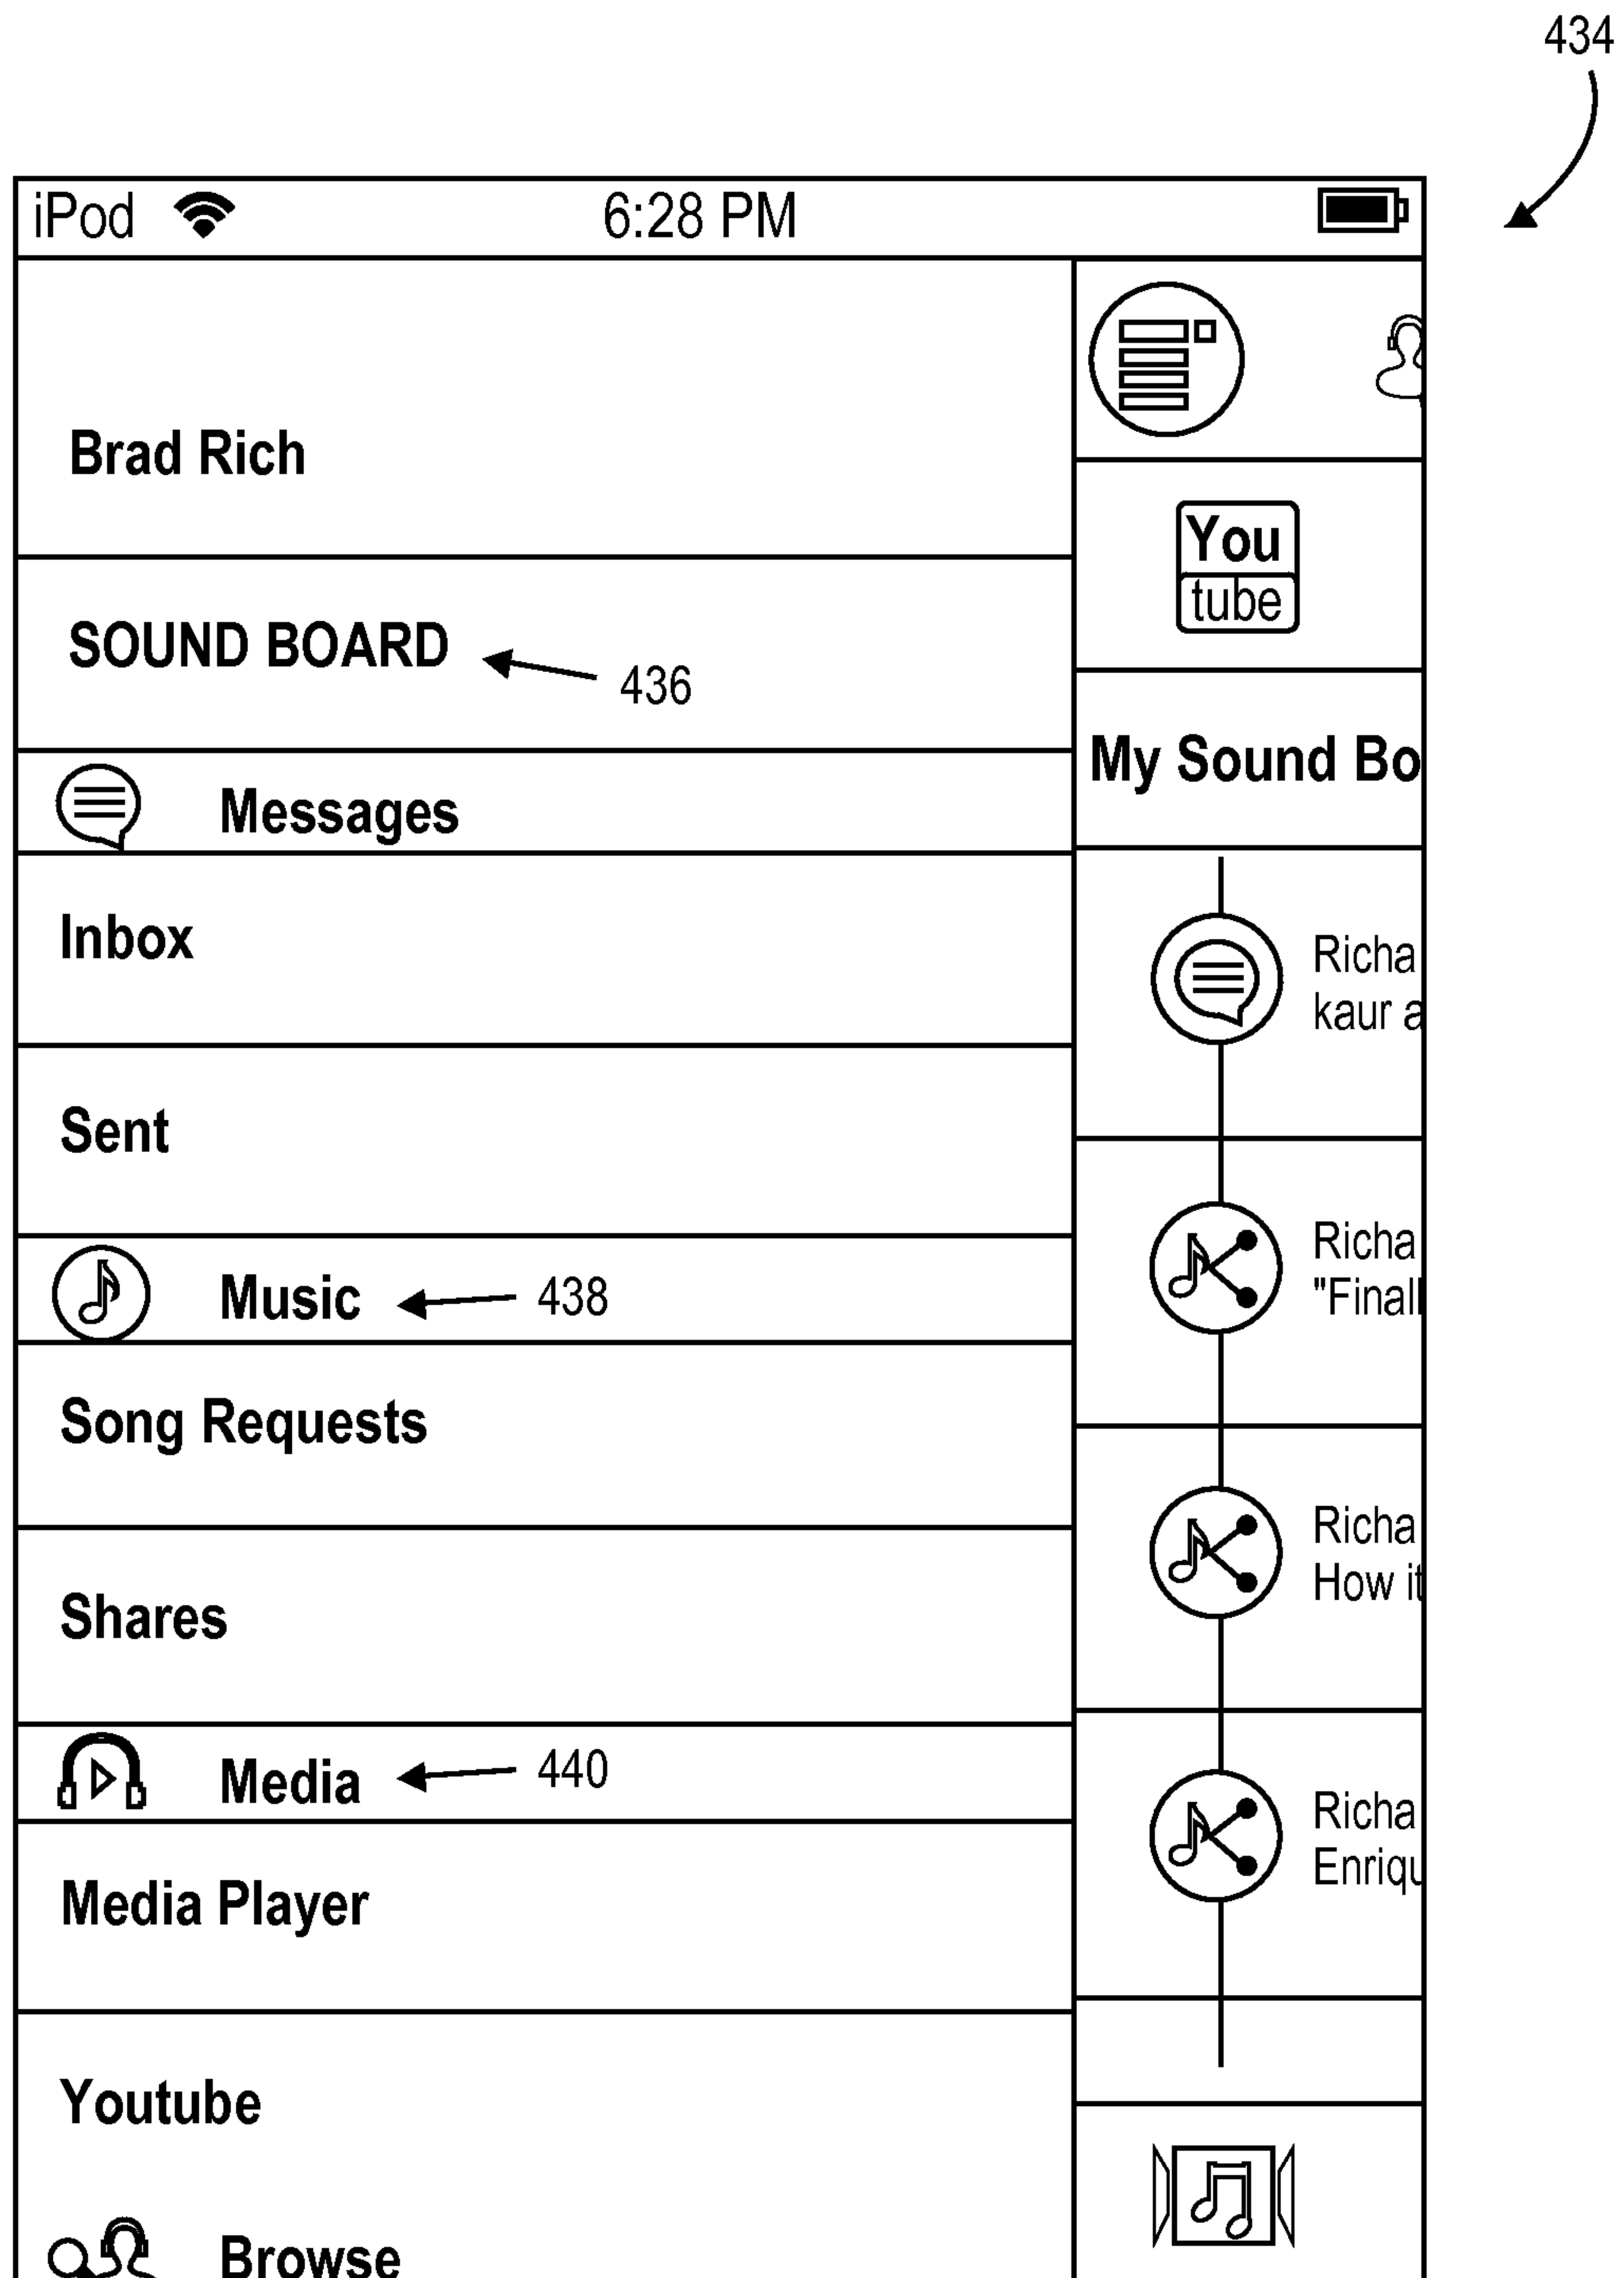 434
iPod
6:28 PM
Brad Rich
SOUND BOARD
436
Messages
Inbox
Sent
Music
438
Song Requests
Shares
Media
440
Media Player
Youtube
Browse
You
tube
My Sound Bo
Richa
kaur a
Richa
"Finall
Richa
How it
Richa
Enriqu